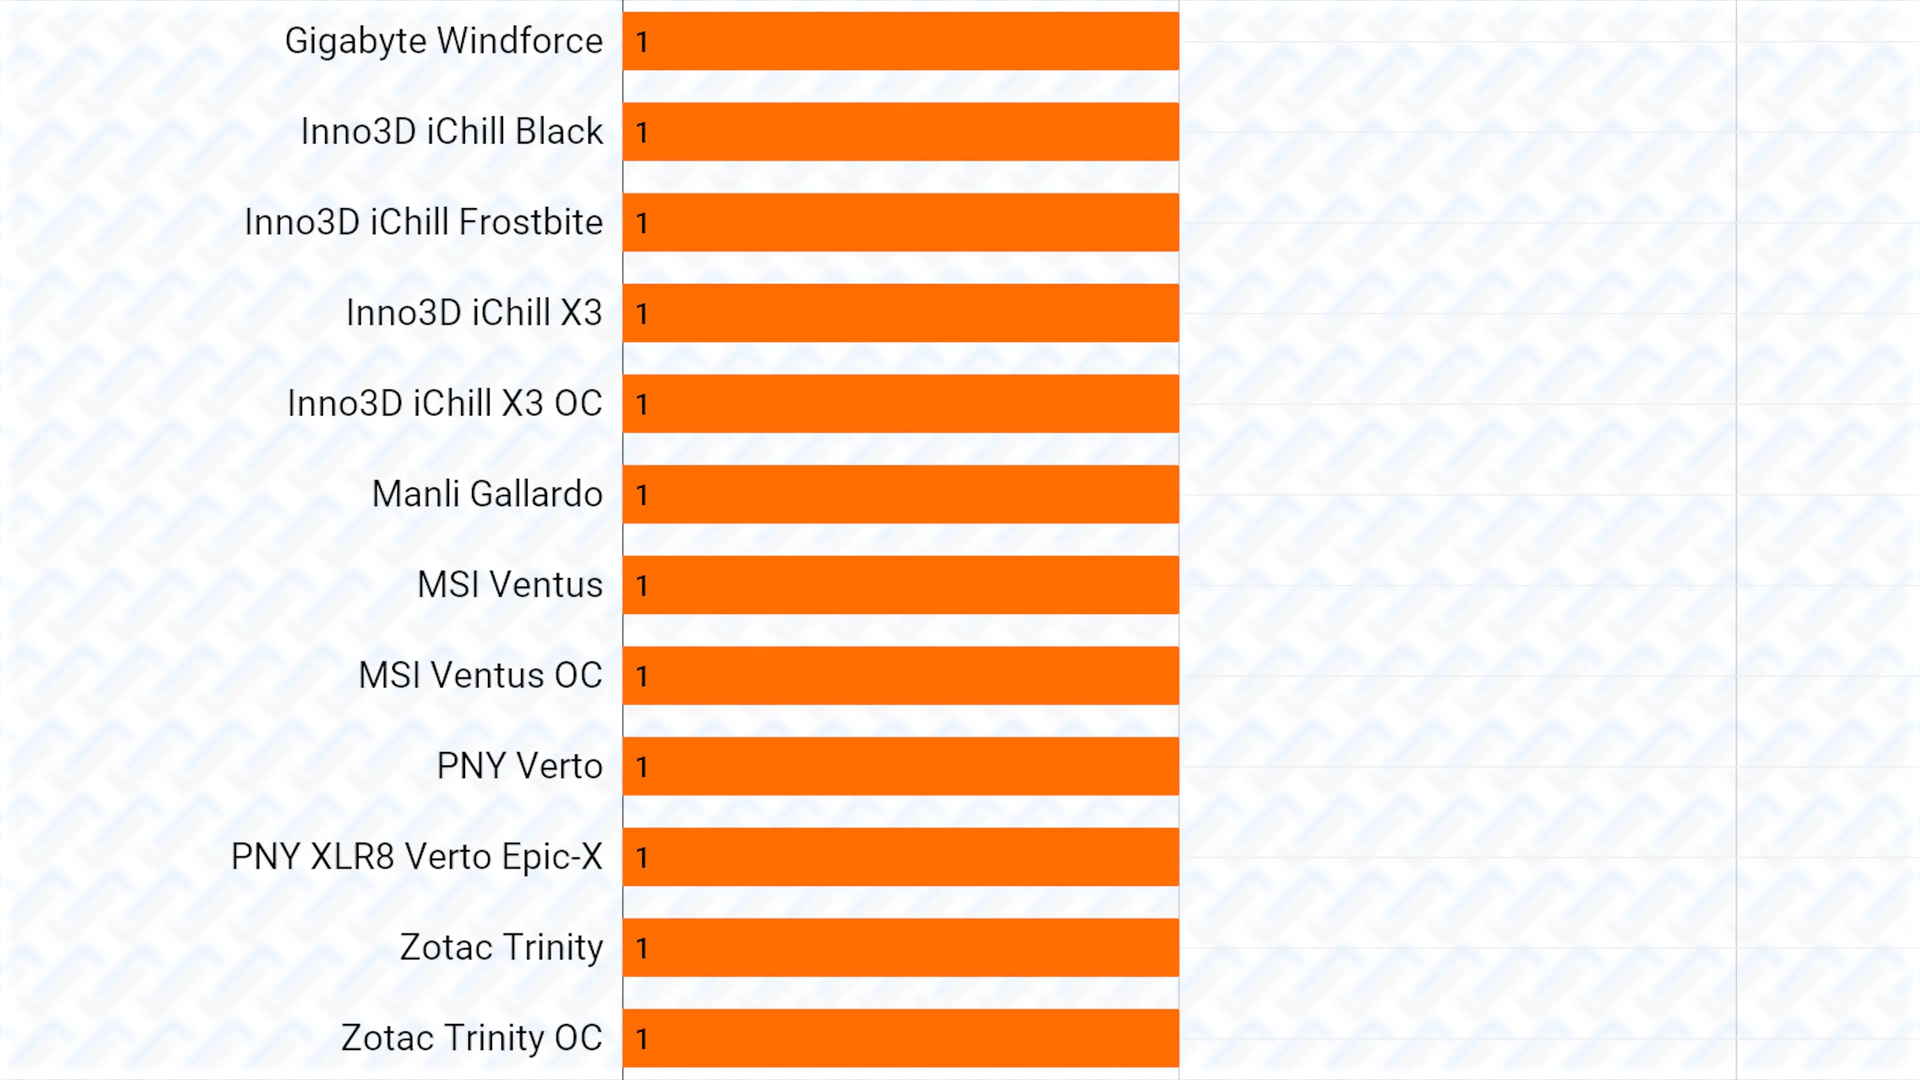 Gigabyte Windforce 1
Inno3D iChill Black 1
Inno3D iChill Frostbite 1
Inno3D iChill X3 1
Inno3D iChill X3 OC 1
Manli Gallardo 1
MSI Ventus 1
MSI Ventus OC 1
PNY Verto 1
PNY XLR8 Verto Epic-X 1
Zotac Trinity 1
Zotac Trinity OC 1